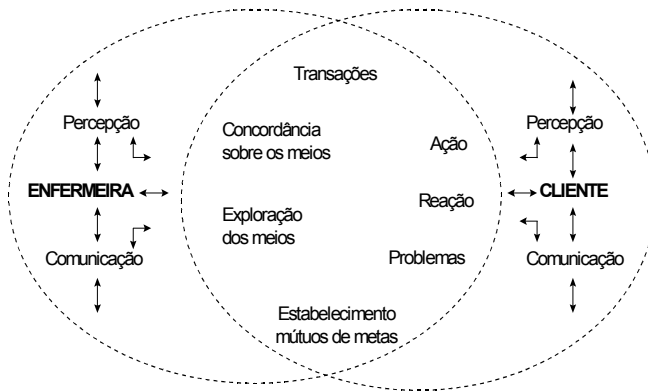 Transações
Percepção
Concordância
sobre os meios
Ação
Percepção
ENFERMEIRA
Reação
CLIENTE
Exploração
dos meios
Comunicação
Problemas
Comunicação
Estabelecimento
mútuos de metas